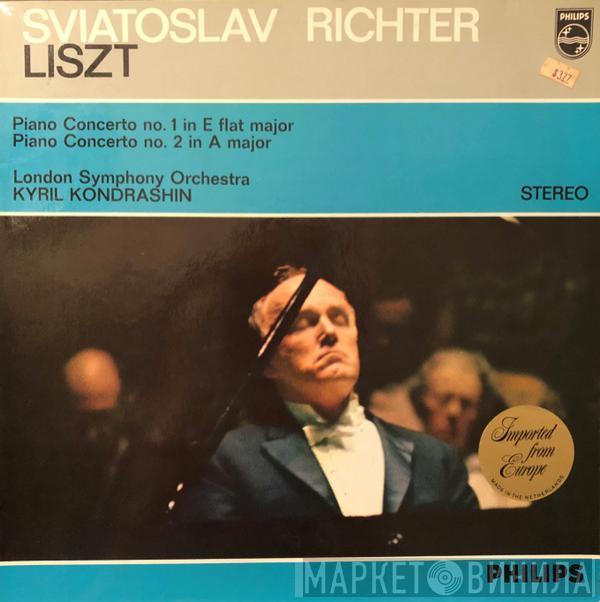 SVIATOSLAV RICHTER
LISZT
PHILIPS
$3.27
Piano Concerto no. 1 in E flat major
Piano Concerto no. 2 in A major
London Symphony Orchestra
KYRIL KONDRASHIN
STEREO
Imported
from
Europe
MADE IN THE NETHERLANDS
PHILIPS
МАРКЕТ ВИНИЛА